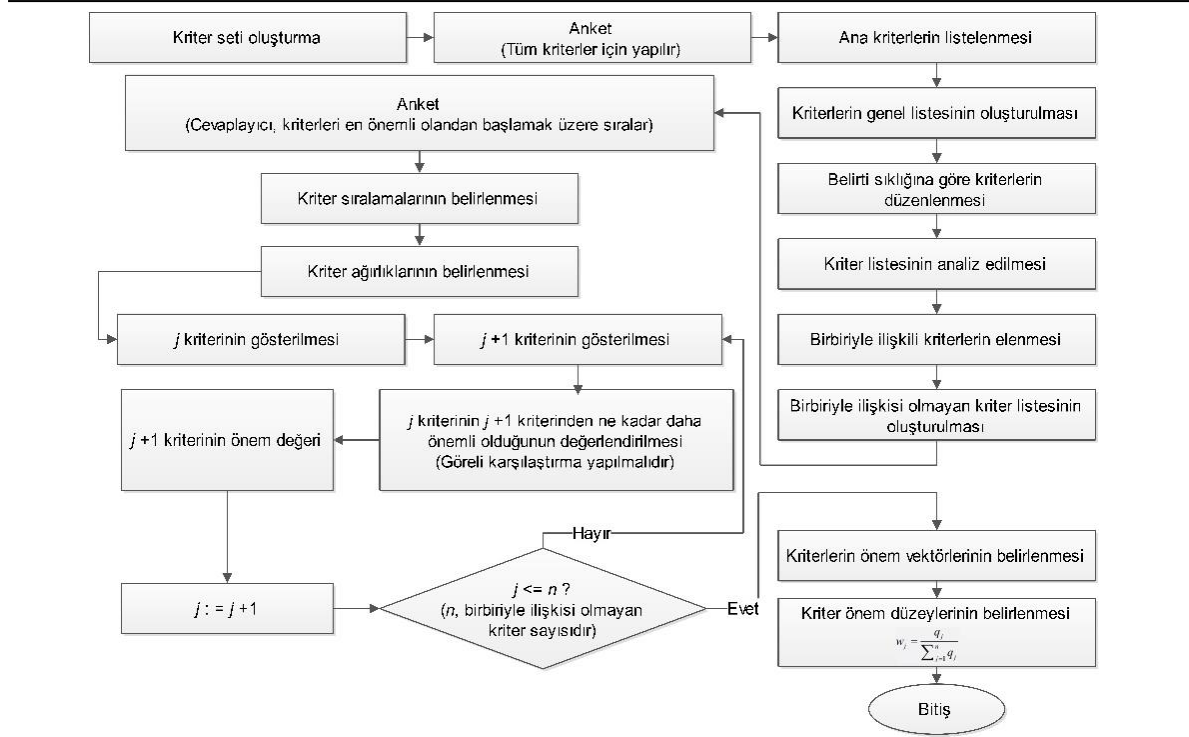 Kriter seti oluşturma
Anket
(Tüm kriterler için yapılır)
Ana kriterlerin listelenmesi
Kriterlerin genel listesinin oluşturulması
Belirti sıklığına göre kriterlerin
düzenlenmesi
Kriter listesinin analiz edilmesi
Birbiriyle ilişkili kriterlerin elenmesi
Birbiriyle ilişkisi olmayan kriter listesinin
oluşturulması
Anket
(Cevaplayıcı, kriterleri en önemli olandan başlamak üzere sıralar)
Kriter sıralamalarının belirlenmesi
Kriter ağırlıklarının belirlenmesi
j kriterinin gösterilmesi
j +1 kriterinin gösterilmesi
j kriterinin j +1 kriterinden ne kadar daha
önemli olduğunun değerlendirilmesi
(Göreli karşılaştırma yapılmalıdır)
j +1 kriterinin önem değeri
j : = j +1
j <= n ?
(n, birbiriyle ilişkisi olmayan
kriter sayısıdır)
Hayır
Evet
Kriterlerin önem vektörlerinin belirlenmesi
Kriter önem düzeylerinin belirlenmesi
w_j = q_j / ∑_{j=1}^{n} q_j
Bitiş